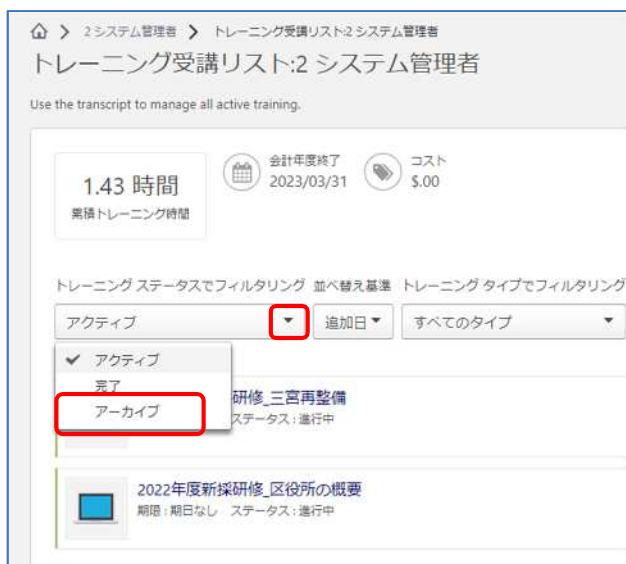 2 システム管理者 トレーニング受講リスト:2 システム管理者
トレーニング受講リスト:2 システム管理者
Use the transcript to manage all active training.
1.43 時間
累積トレーニング時間
会計年度終了
2023/03/31
コスト
$.00
トレーニング ステータスでフィルタリング 並べ替え基準 トレーニング タイプでフィルタリング
アクティブ 追加日 すべてのタイプ
アクティブ
完了
アーカイブ
研修_三宮再整備
ステータス : 進行中
2022年度新採研修_区役所の概要
期限 : 期日なし ステータス : 進行中